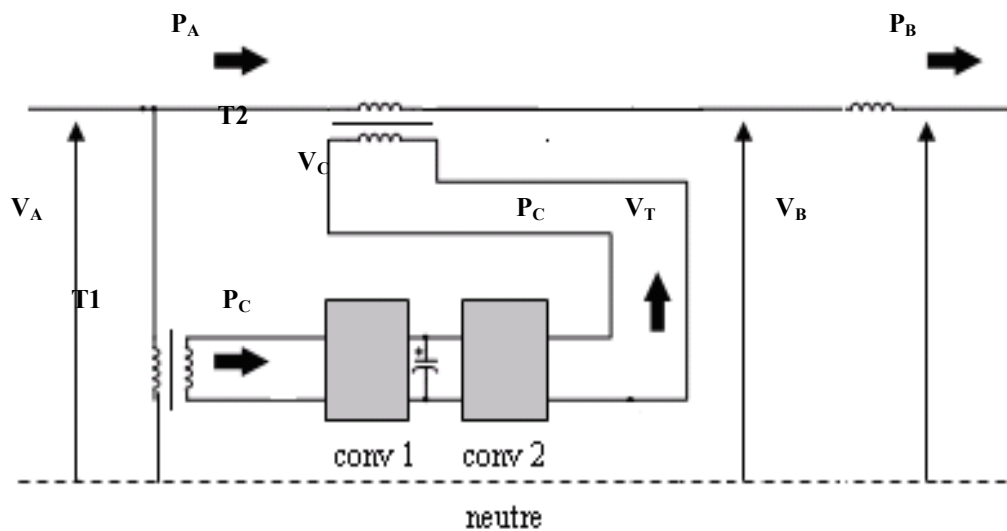 P_A
P_B
T2
V_C
V_A
P_C
V_T
V_B
T1
P_C
conv 1
conv 2
neutre